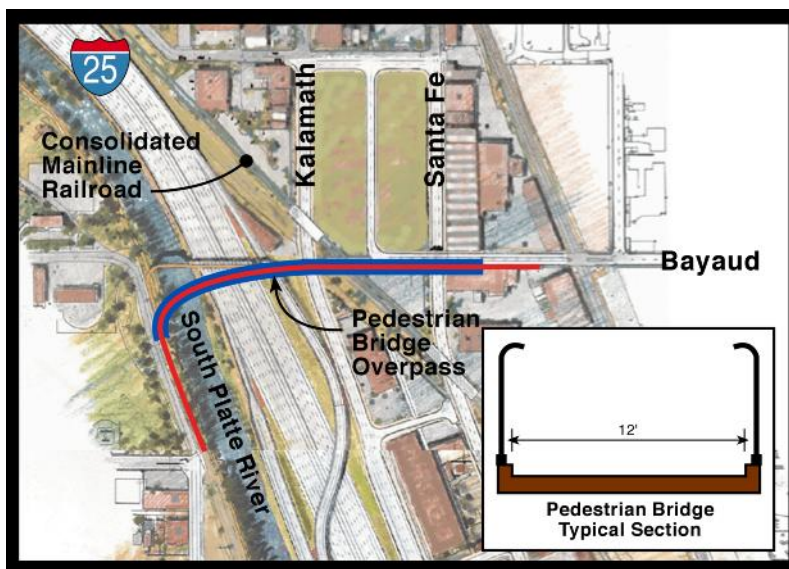 25
Consolidated
Mainline
Railroad
Kalamath
Santa Fe
Bayaud
Pedestrian
Bridge
Overpass
South Platte River
12'
Pedestrian Bridge
Typical Section